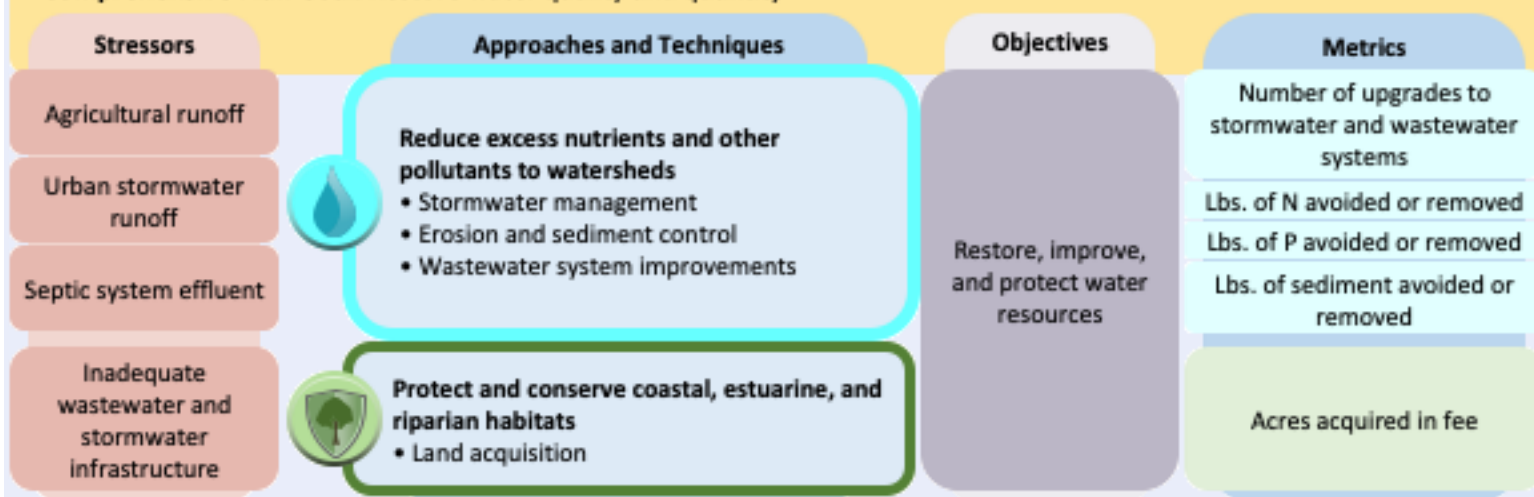 Stressors
Approaches and Techniques
Objectives
Metrics
Agricultural runoff
Urban stormwater
runoff
Septic system effluent
Inadequate
wastewater and
stormwater
infrastructure
Reduce excess nutrients and other
pollutants to watersheds
• Stormwater management
• Erosion and sediment control
• Wastewater system improvements
Protect and conserve coastal, estuarine, and
riparian habitats
• Land acquisition
Restore, improve,
and protect water
resources
Number of upgrades to
stormwater and wastewater
systems
Lbs. of N avoided or removed
Lbs. of P avoided or removed
Lbs. of sediment avoided or
removed
Acres acquired in fee